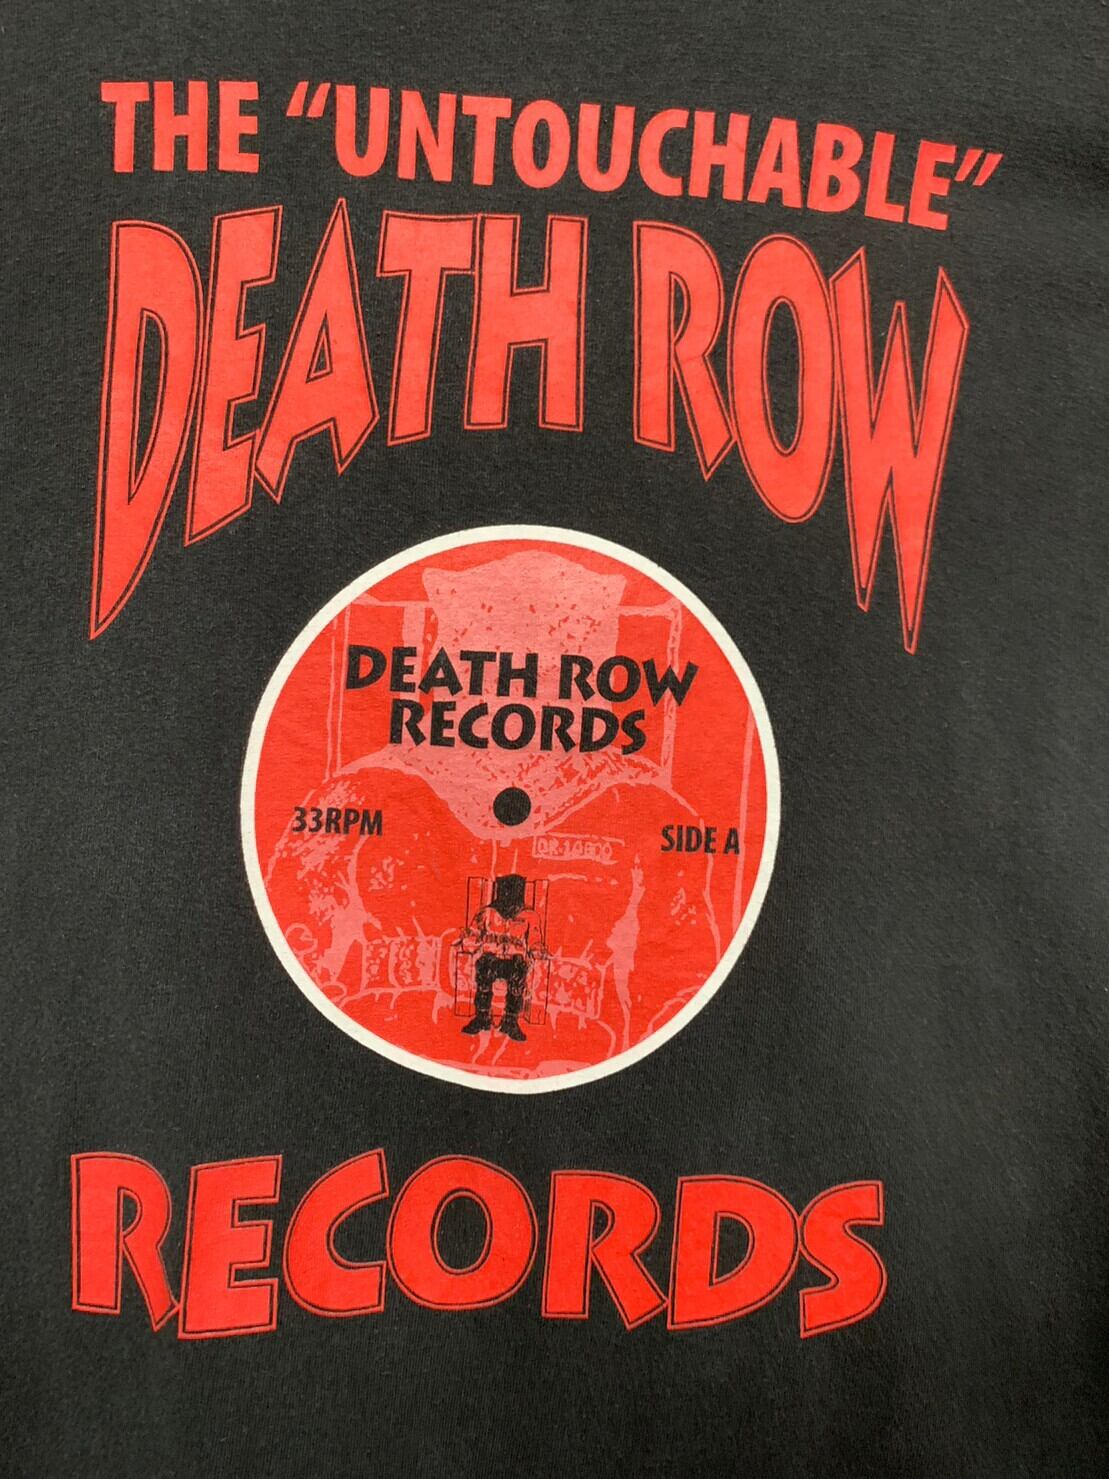 THE "UNTOUCHABLE"
DEATH ROW
DEATH ROW
RECORDS
33RPM
SIDE A
RECORDS